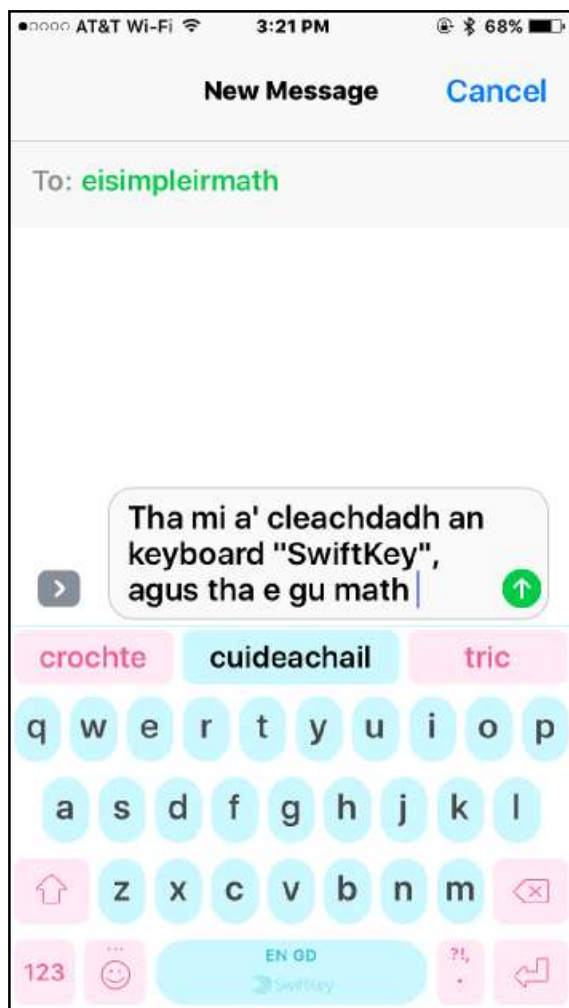 AT&T Wi-Fi 3:21 PM 68%
New Message Cancel
To: eisimpleirmath
Tha mi a' cleachdadh an
keyboard "SwiftKey",
agus tha e gu math
crochte cuideachail tric
q w e r t y u i o p
a s d f g h j k l
z x c v b n m
123 EN GD ?!,
SwiftKey .